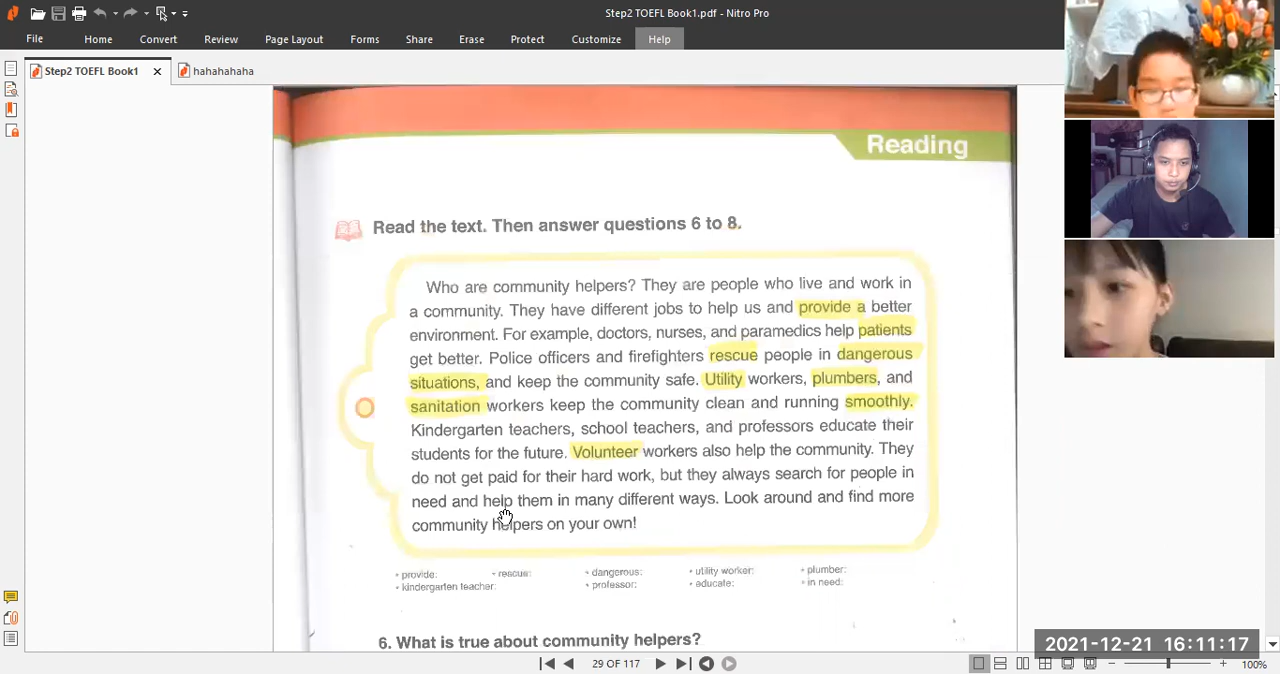 Step2 TOEFL Book1.pdf - Nitro Pro
File Home Convert Review Page Layout Forms Share Erase Protect Customize Help
Step2 TOEFL Book1 hahahahaha
Reading
Read the text. Then answer questions 6 to 8.
Who are community helpers? They are people who live and work in
a community. They have different jobs to help us and provide a better
environment. For example, doctors, nurses, and paramedics help patients
get better. Police officers and firefighters rescue people in dangerous
situations, and keep the community safe. Utility workers, plumbers, and
sanitation workers keep the community clean and running smoothly.
Kindergarten teachers, school teachers, and professors educate their
students for the future. Volunteer workers also help the community. They
do not get paid for their hard work, but they always search for people in
need and help them in many different ways. Look around and find more
community helpers on your own!
• provide: • rescue: • dangerous: • utility worker: • plumber:
• kindergarten teacher: • professor: • educate: • in need:
6. What is true about community helpers?
2021-12-21 16:11:17
29 OF 117
100%